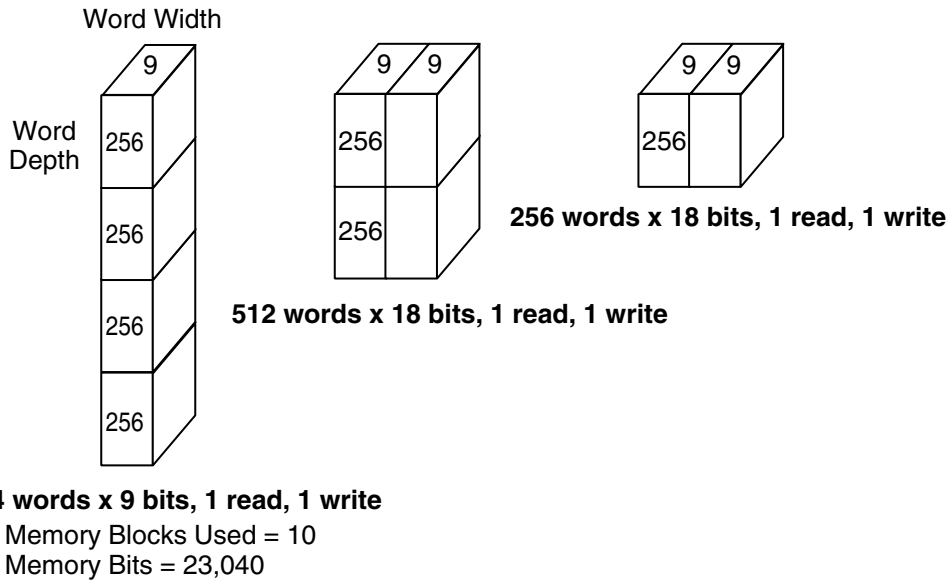 Word Width
9
9 9
9 9
Word
Depth
256
256
256
256
256
256
256
256 words x 18 bits, 1 read, 1 write
512 words x 18 bits, 1 read, 1 write
4 words x 9 bits, 1 read, 1 write
Memory Blocks Used = 10
Memory Bits = 23,040